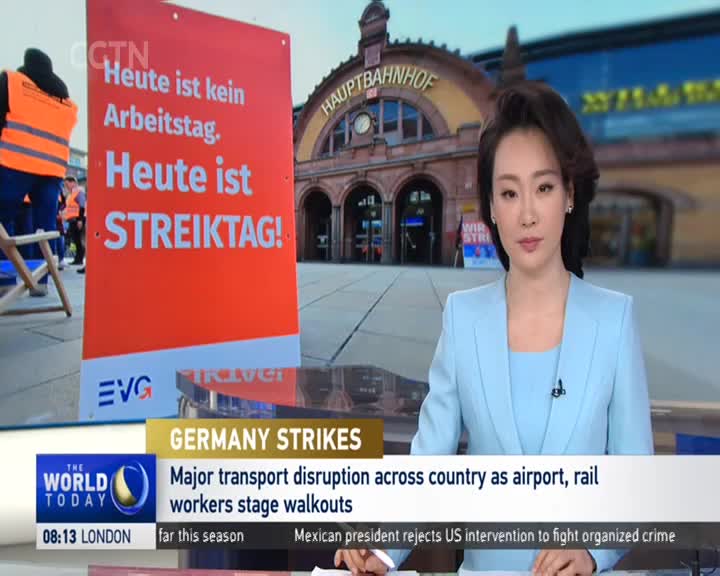 CGTN
Heute ist kein
Arbeitstag.
Heute ist
STREIKTAG!
EVG
HAUPTBAHNHOF
WIR
STREIK
GERMANY STRIKES
THE
WORLD
TODAY
Major transport disruption across country as airport, rail
workers stage walkouts
08:13 LONDON
far this season
Mexican president rejects US intervention to fight organized crime